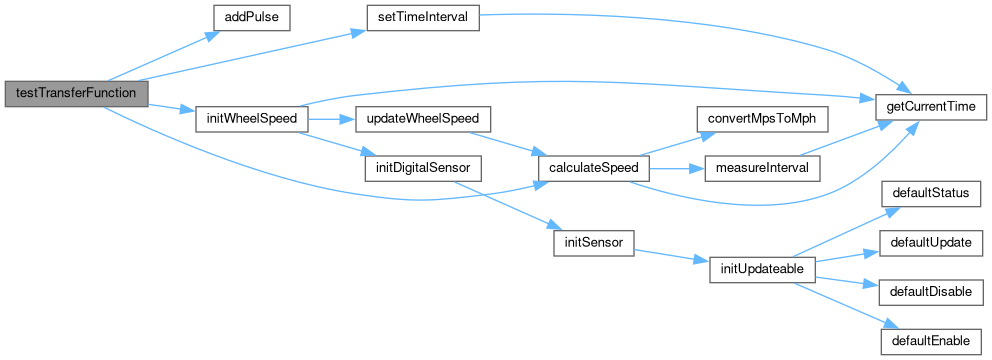 addPulse
setTimeInterval
testTransferFunction
getCurrentTime
initWheelSpeed
updateWheelSpeed
convertMpsToMph
initDigitalSensor
calculateSpeed
measureInterval
defaultStatus
initSensor
defaultUpdate
initUpdateable
defaultDisable
defaultEnable